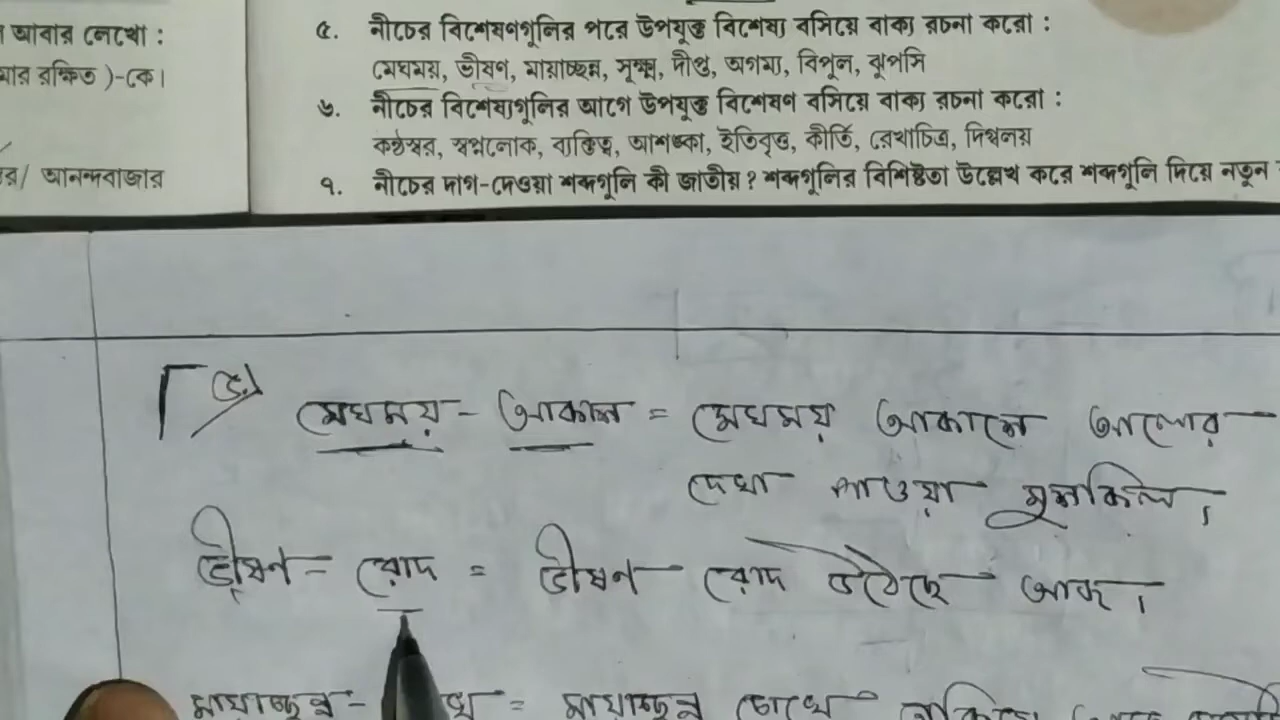 আবার লেখো :
রক্ষিত )-কে।
আনন্দবাজার
৫. নীচের বিশেষণগুলির পরে উপযুক্ত বিশেষ্য বসিয়ে বাক্য রচনা করো :
মেঘময়, ভীষণ, মায়াচ্ছন্ন, সূক্ষ্ম, দীপ্ত, অগম্য, বিপুল, ঝুপসি
৬. নীচের বিশেষ্যগুলির আগে উপযুক্ত বিশেষণ বসিয়ে বাক্য রচনা করো :
কণ্ঠস্বর, স্বপ্নলোক, ব্যক্তিত্ব, আশঙ্কা, ইতিবৃত্ত, কীর্তি, রেখাচিত্র, দিগ্বলয়
৭. নীচের দাগ-দেওয়া শব্দগুলি কী জাতীয় ? শব্দগুলির বিশিষ্টতা উল্লেখ করে শব্দগুলি দিয়ে নতুন
৫) মেঘময় - আকাশ = মেঘময় আকাশে আলোর
দেখা পাওয়া মুশকিল।
ভীষণ - রোদ = ভীষণ রোদ উঠেছে আজ।
মায়াচ্ছন্ন - = মায়াচ্ছন্ন চোখে